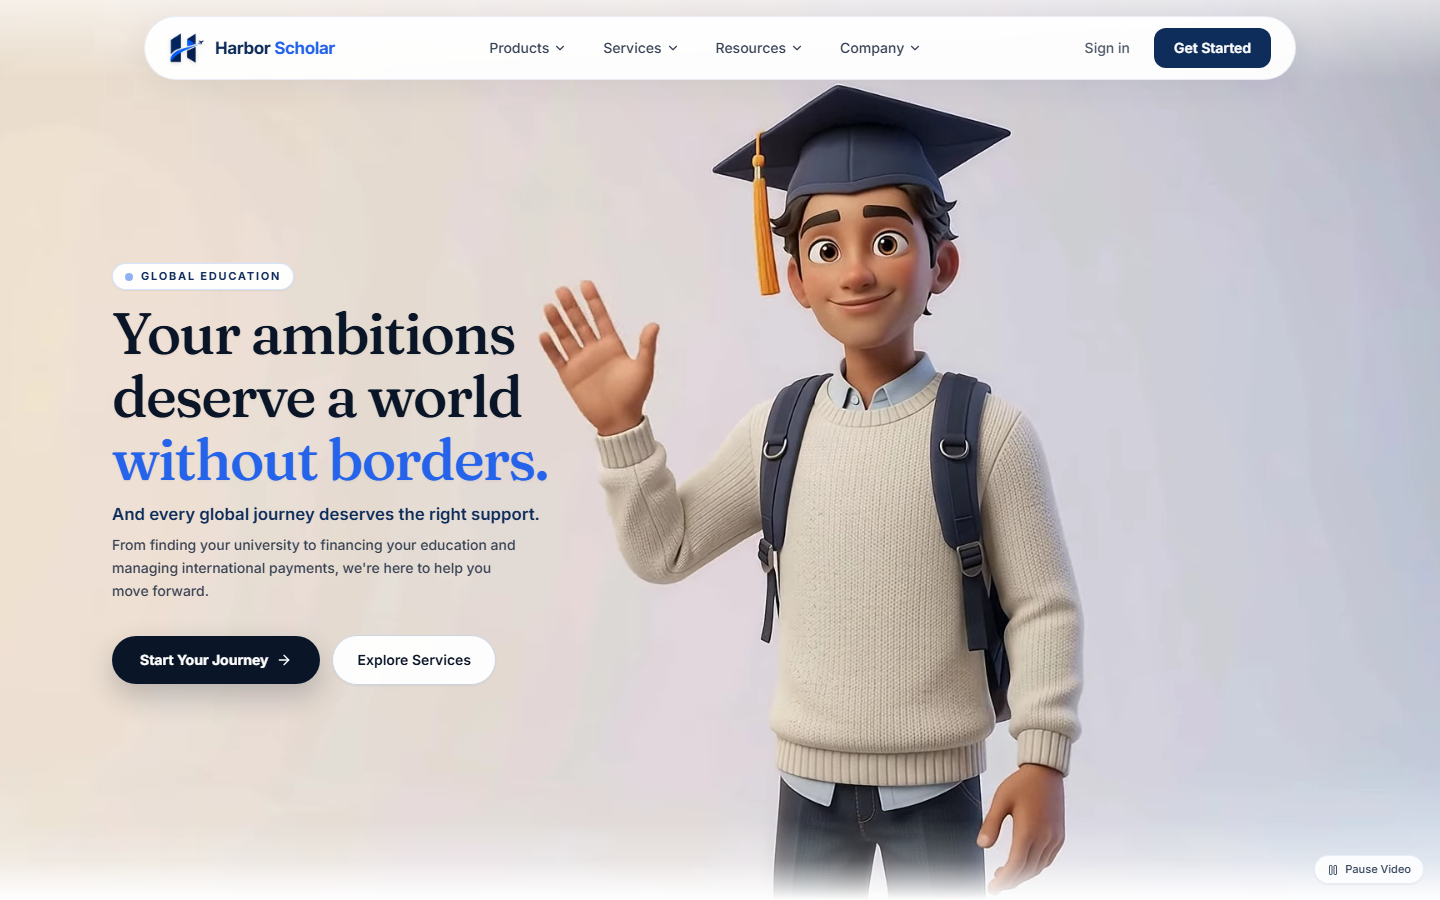 Harbor Scholar
Products
Services
Resources
Company
Sign in
Get Started
GLOBAL EDUCATION
Your ambitions
deserve a world
without borders.
And every global journey deserves the right support.
From finding your university to financing your education and
managing international payments, we're here to help you
move forward.
Start Your Journey
Explore Services
Pause Video